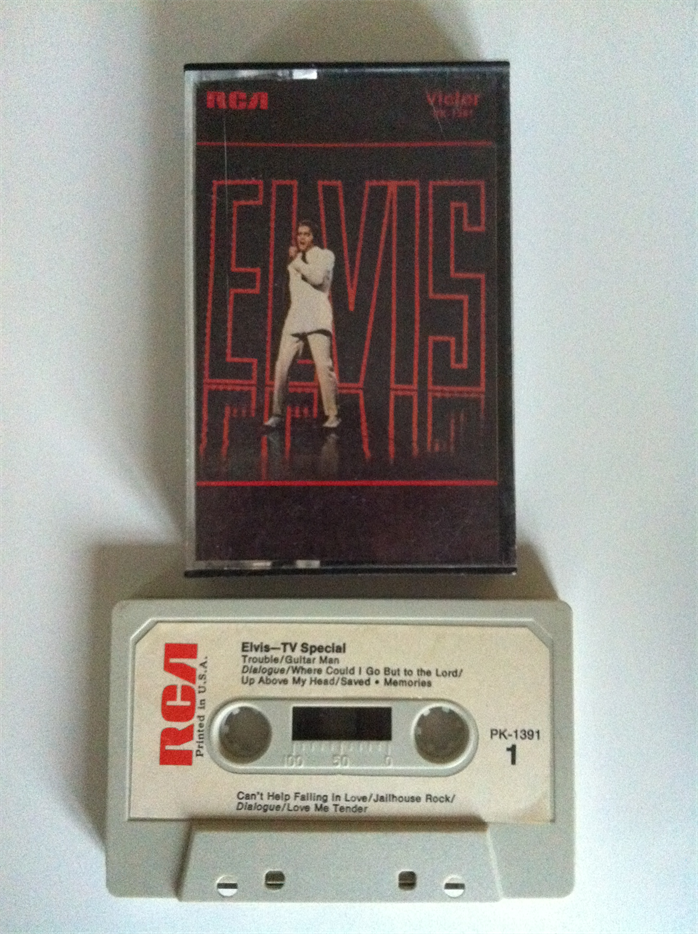 RCA
Victor
PK 1391
ELVIS
RCA
Printed in U.S.A.
Elvis—TV Special
Trouble/Guitar Man
Dialogue/Where Could I Go But to the Lord/
Up Above My Head/Saved • Memories
PK-1391
1
100 50 0
Can't Help Falling in Love/Jailhouse Rock/
Dialogue/Love Me Tender